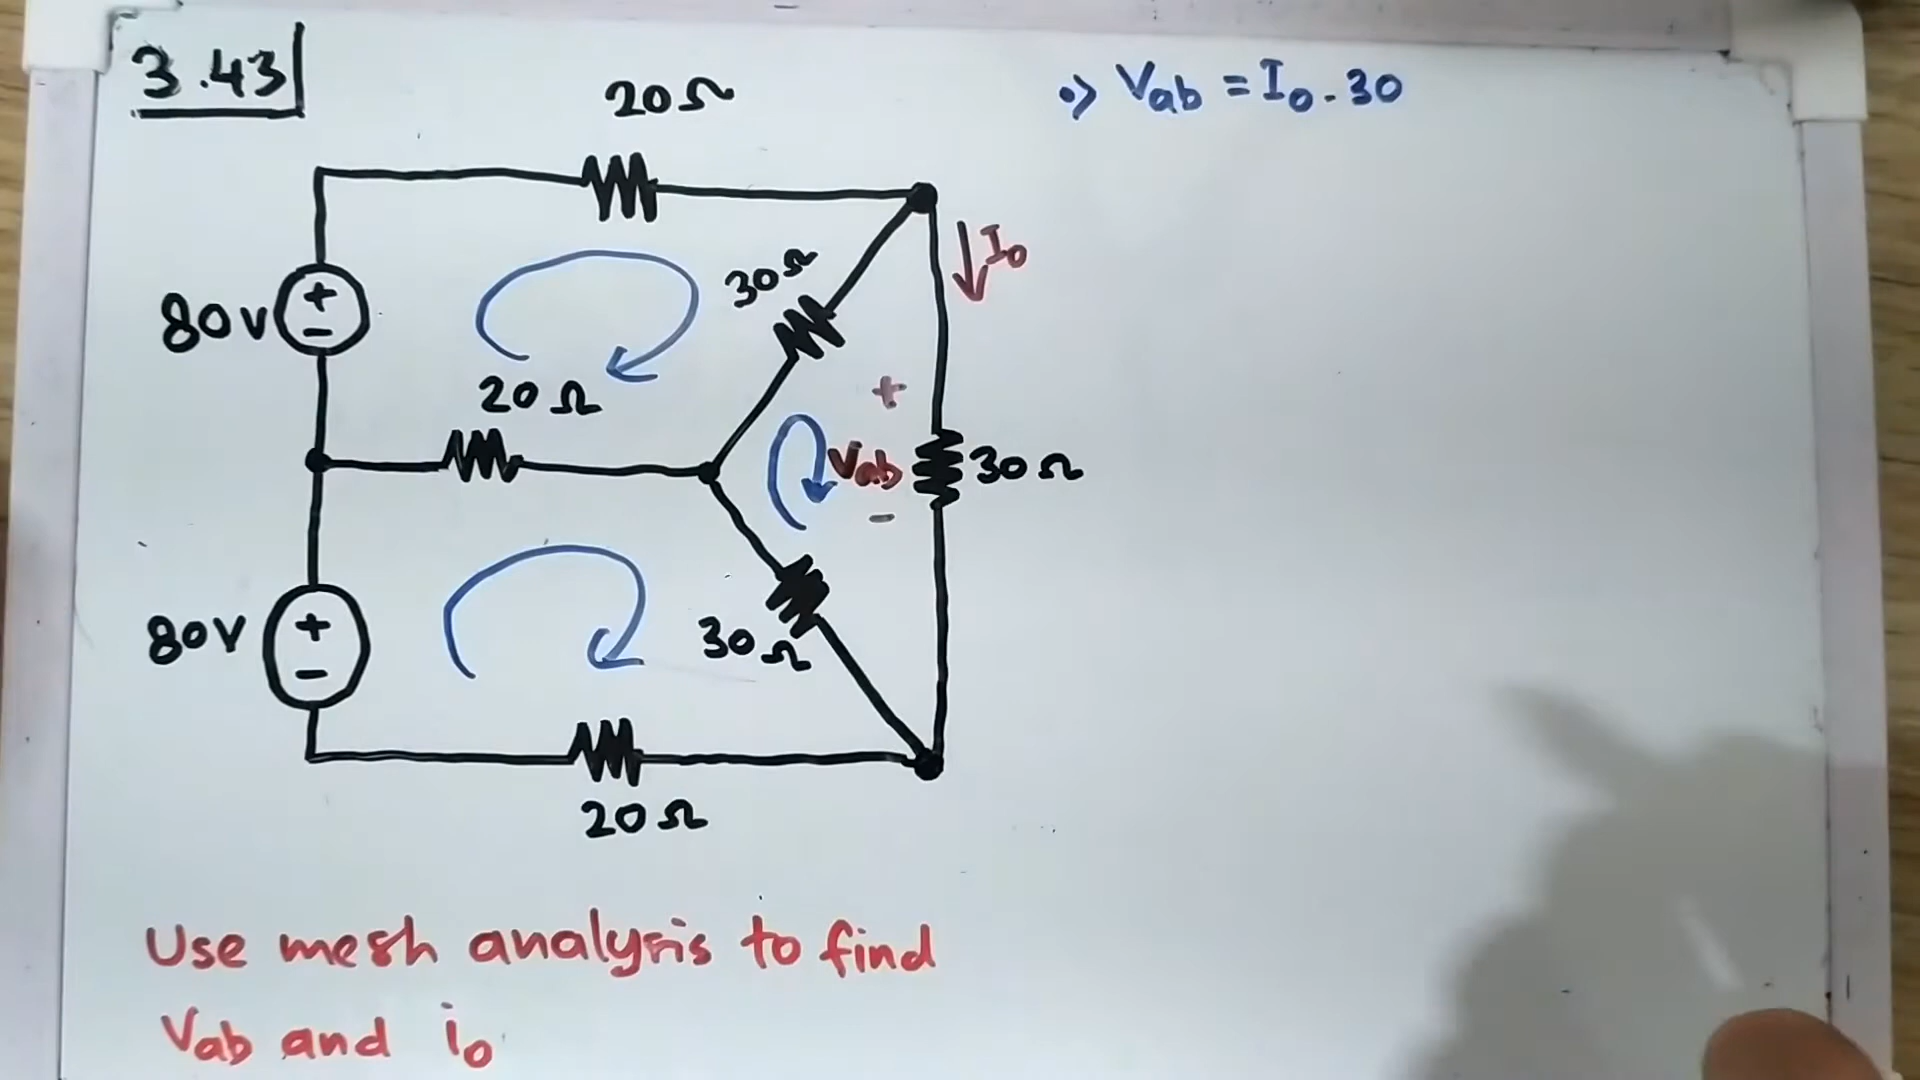 3.43
20Ω
•) Vab = I₀ . 30
I₀
30Ω
80V
20Ω
+
Vab
-
30Ω
80V
30Ω
20Ω
Use mesh analysis to find
Vab and i₀